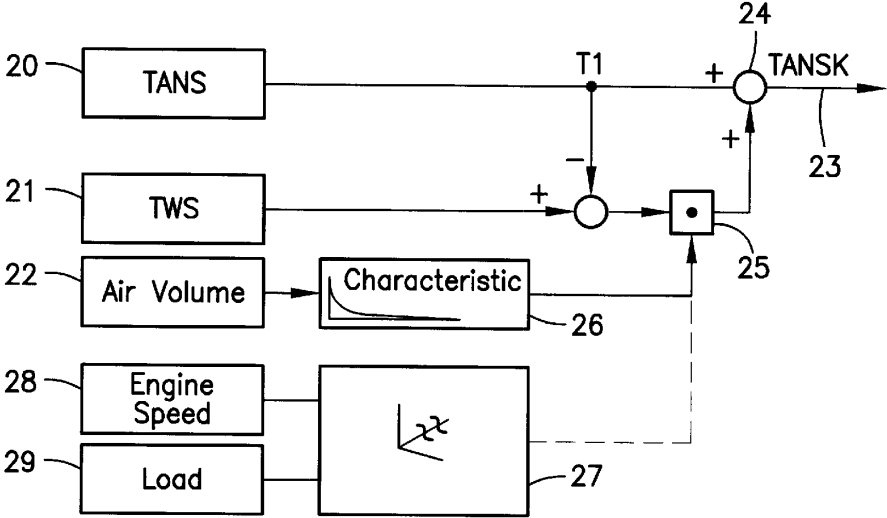 24
20
TANS
T1
+
TANSK
+
23
−
21
TWS
+
25
22
Air Volume
Characteristic
26
28
Engine
Speed
29
Load
27